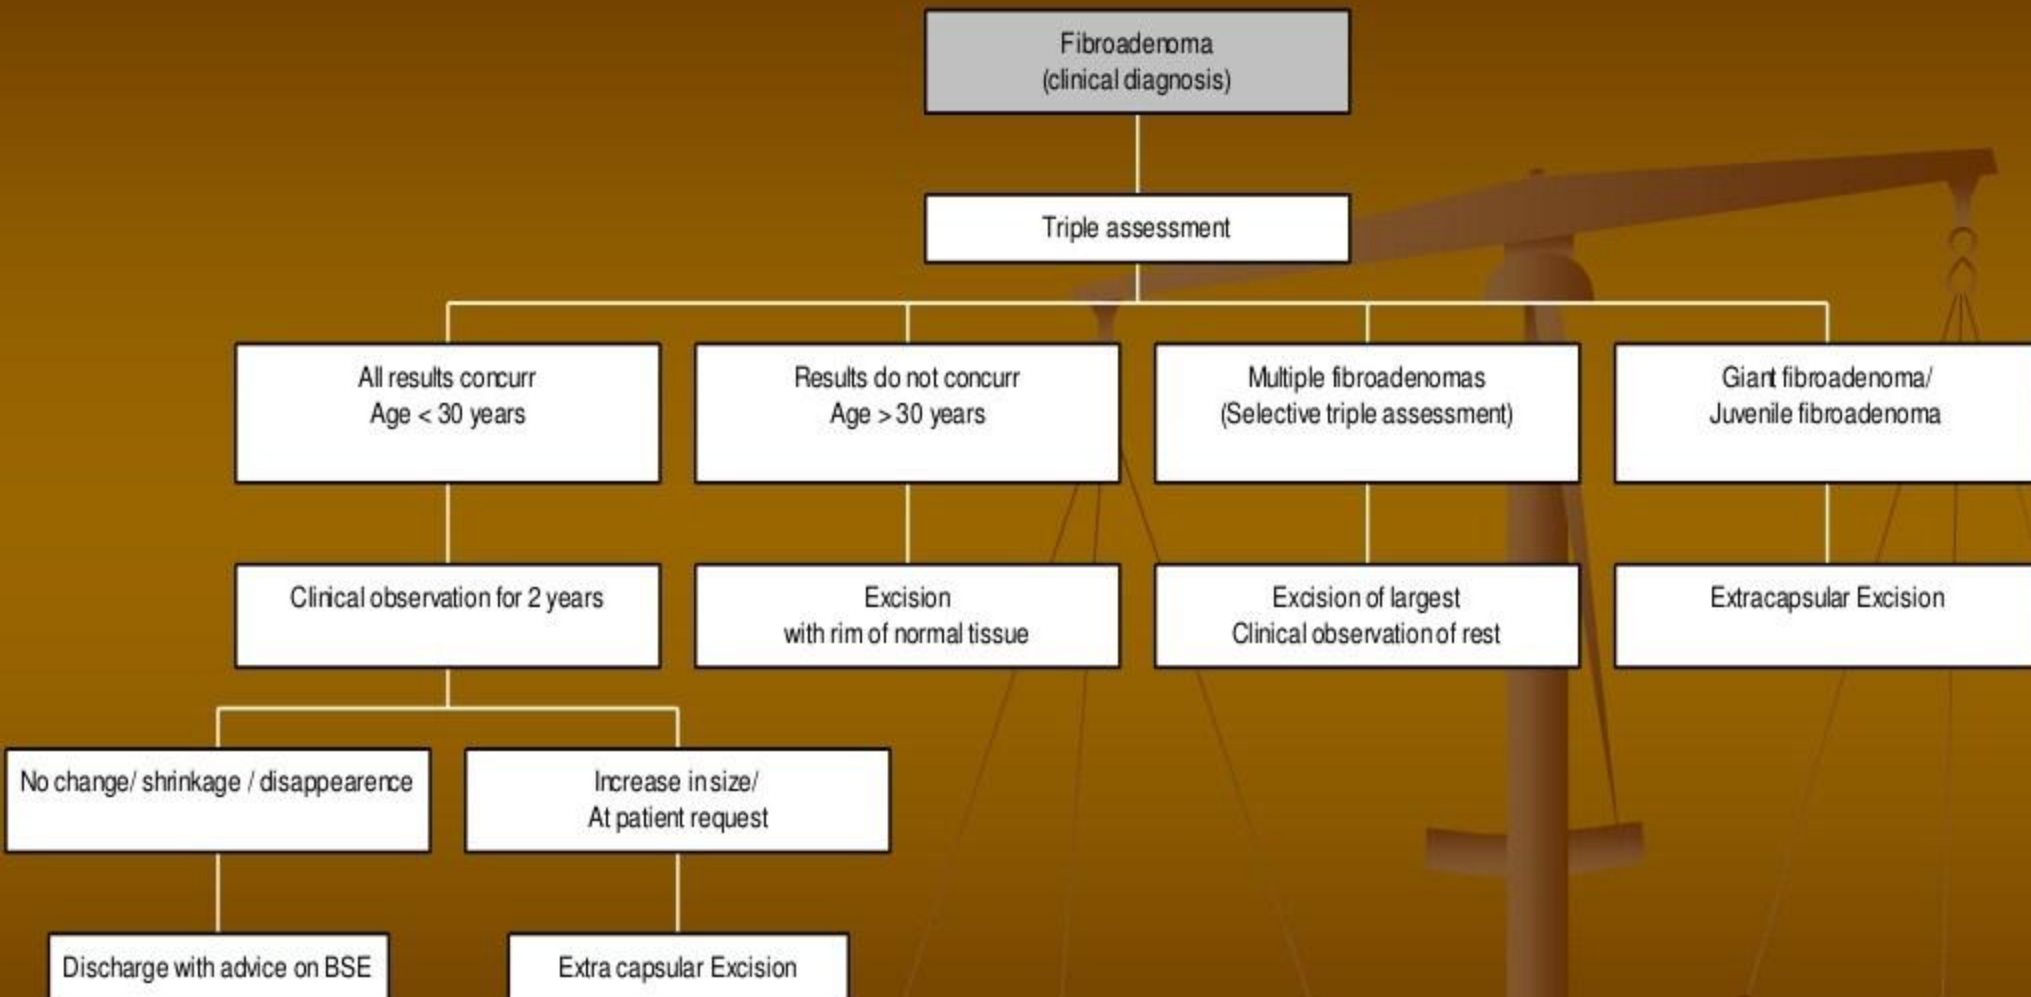 Fibroadenoma
(clinical diagnosis)
Triple assessment
All results concurr
Age < 30 years
Results do not concurr
Age > 30 years
Multiple fibroadenomas
(Selective triple assessment)
Giant fibroadenoma/
Juvenile fibroadenoma
Clinical observation for 2 years
Excision
with rim of normal tissue
Excision of largest
Clinical observation of rest
Extracapsular Excision
No change/ shrinkage / disappearence
Increase in size/
At patient request
Discharge with advice on BSE
Extra capsular Excision